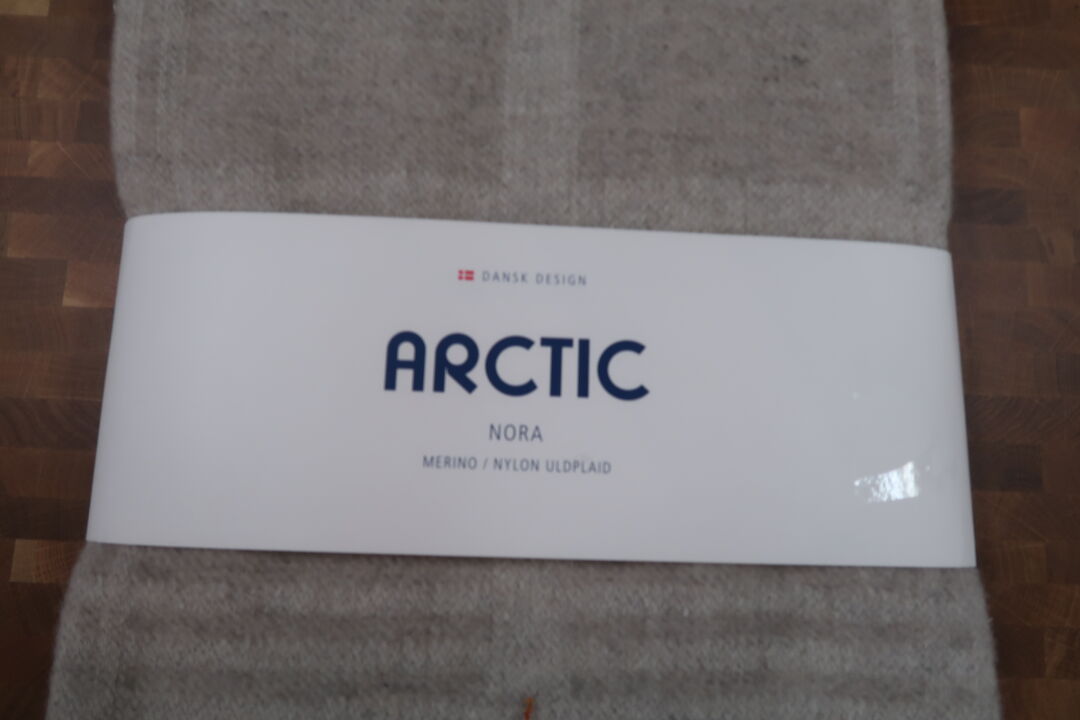 DANSK DESIGN
ARCTIC
NORA
MERINO / NYLON ULDPLAID